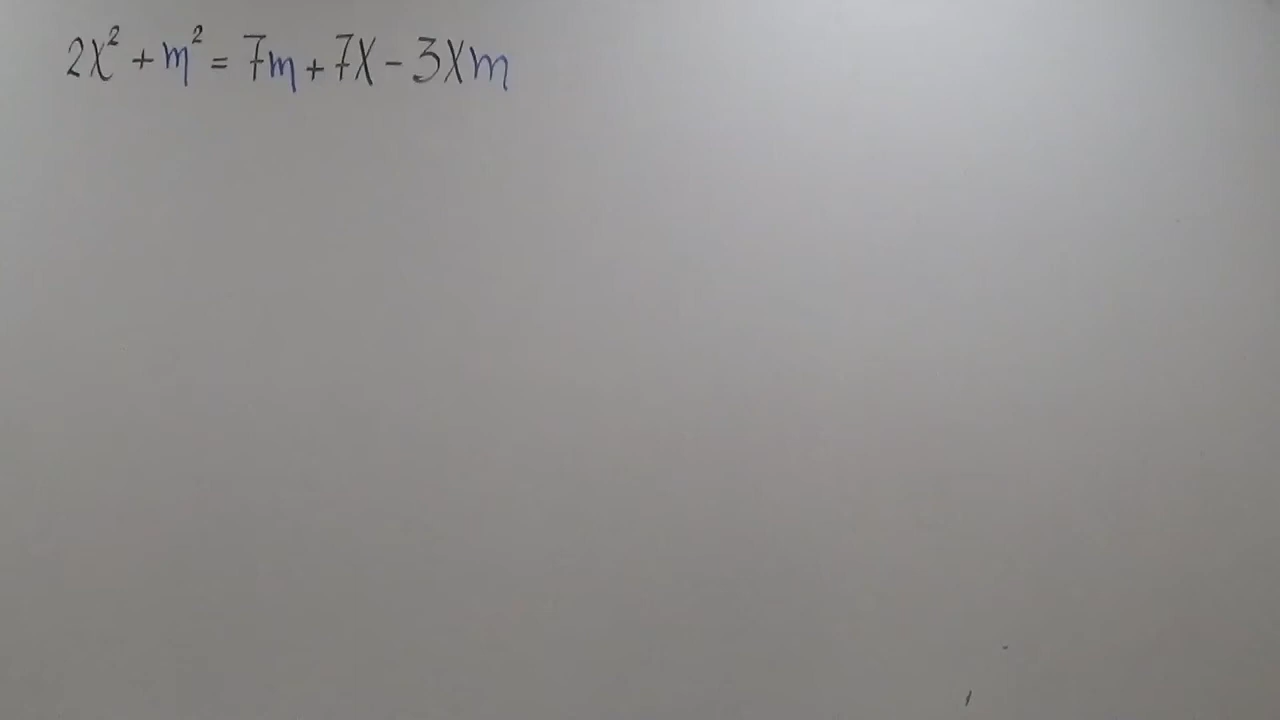 2x² + m² = 7m + 7x - 3xm